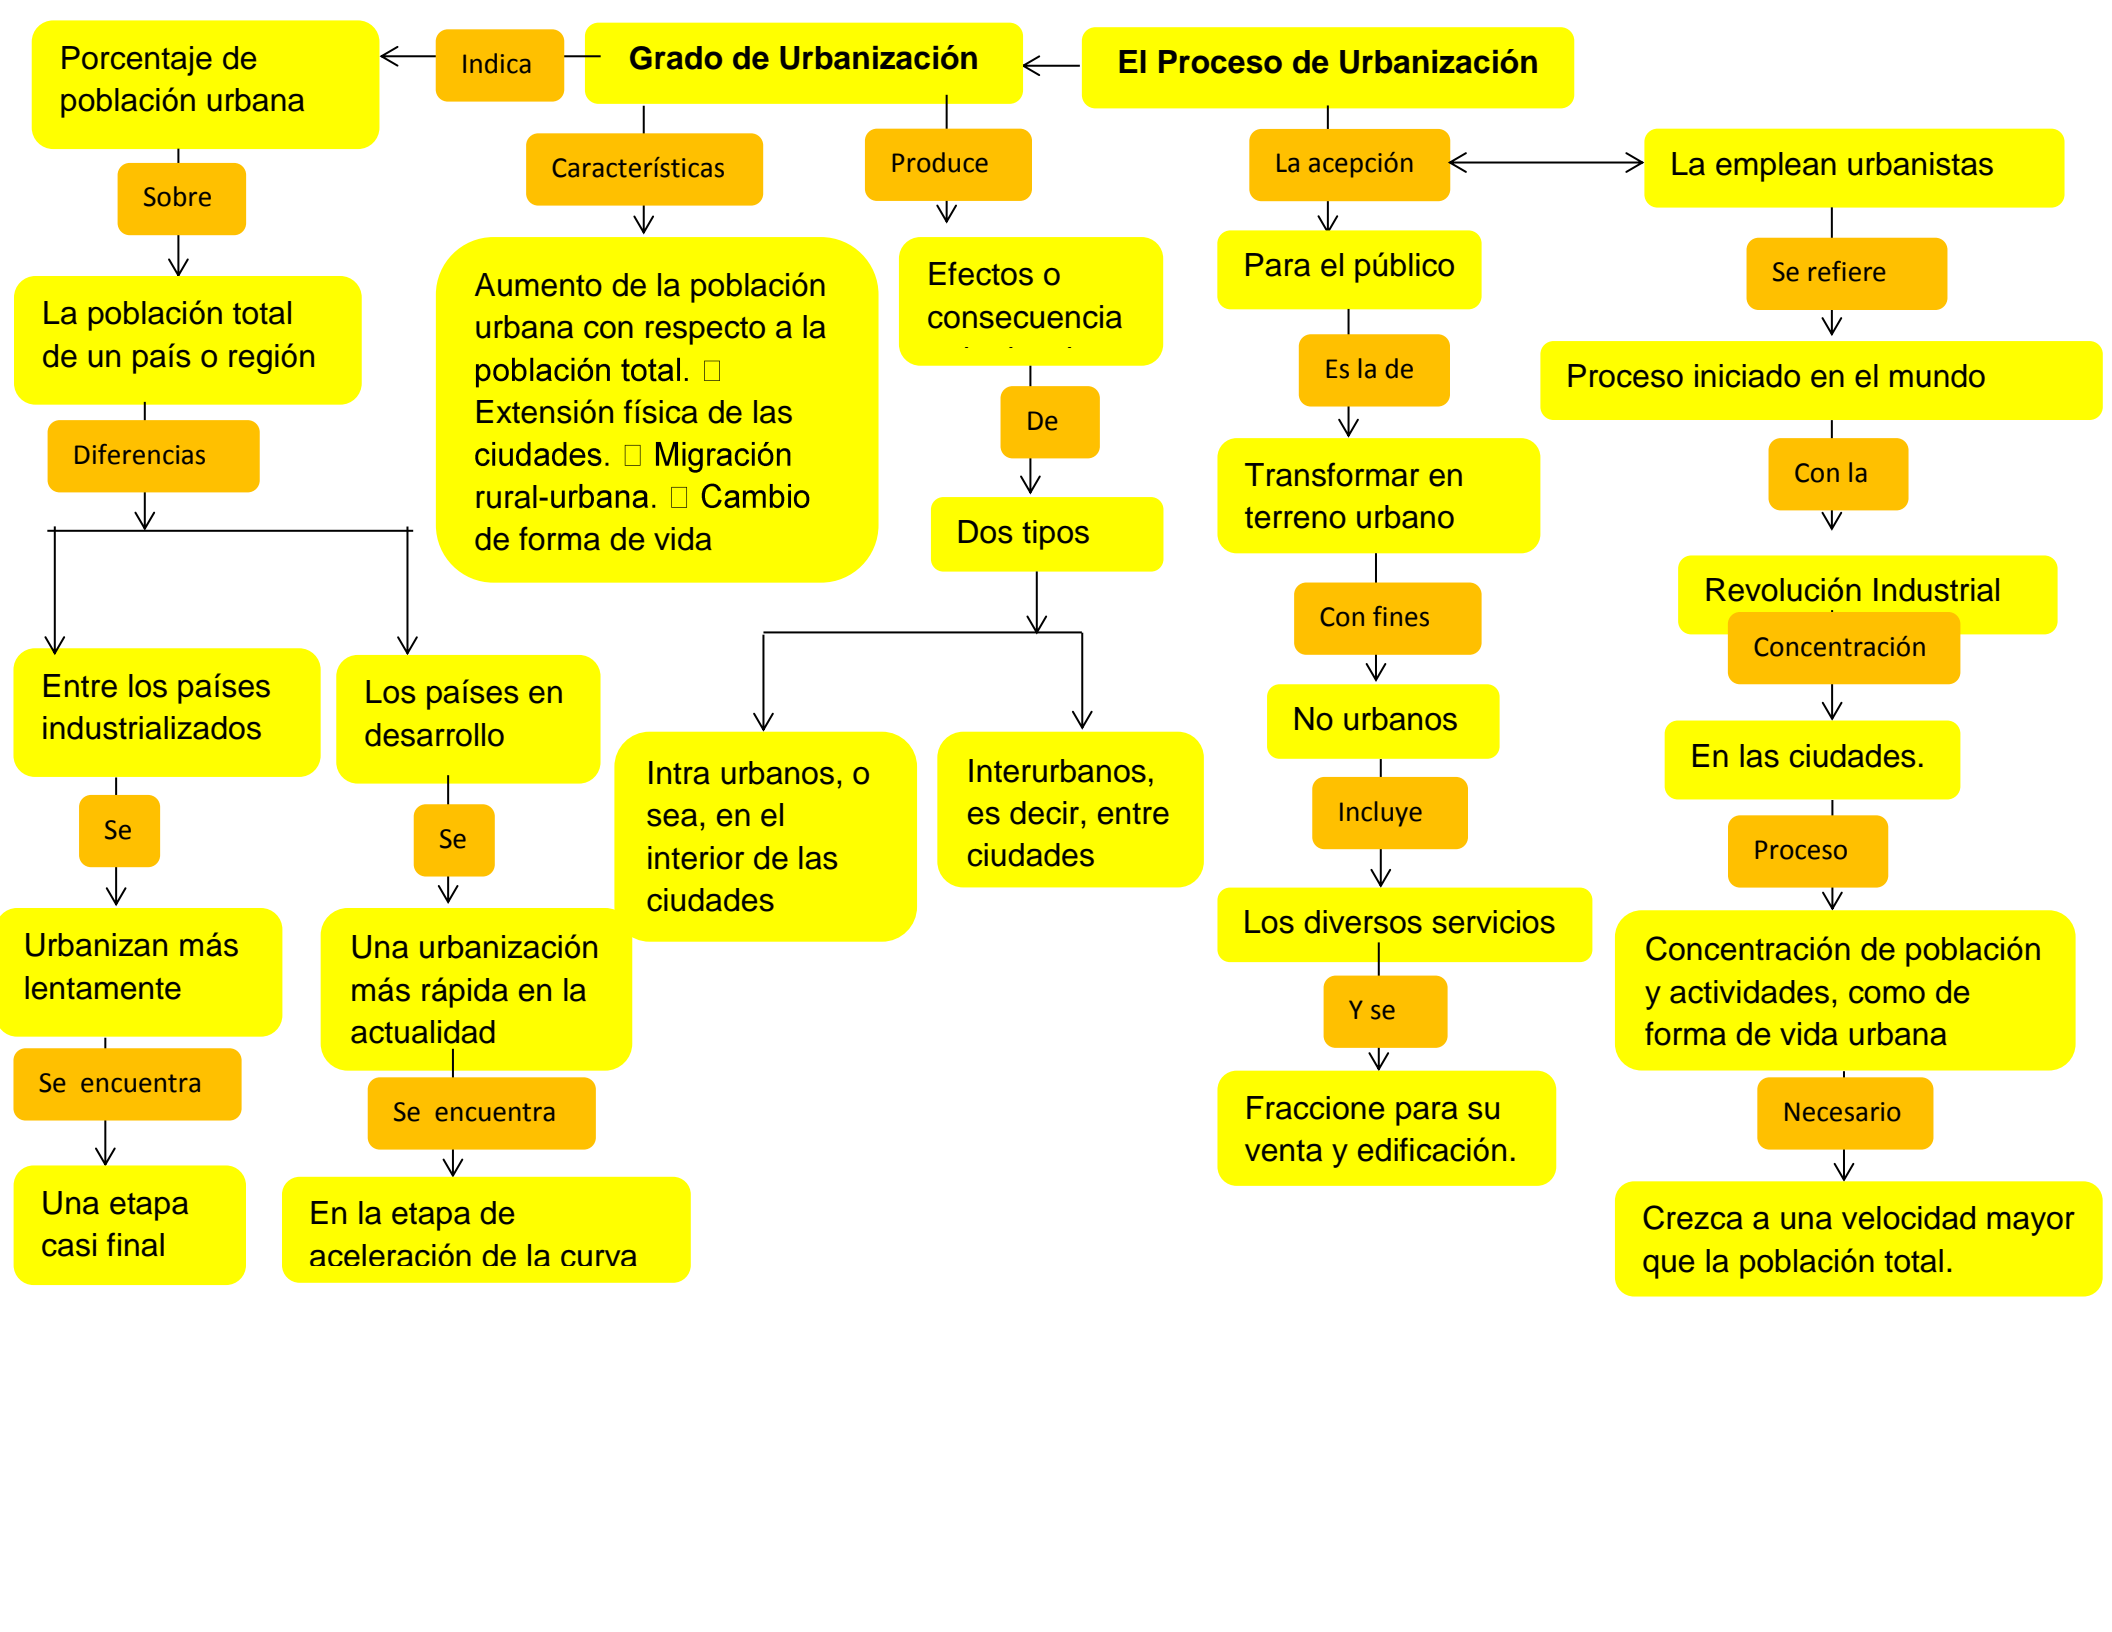 Porcentaje de
población urbana
Indica
Grado de Urbanización
El Proceso de Urbanización
Sobre
Características
Produce
La acepción
La emplean urbanistas
La población total
de un país o región
Aumento de la población
urbana con respecto a la
población total. 
Extensión física de las
ciudades.  Migración
rural-urbana.  Cambio
de forma de vida
Efectos o
consecuencia
Para el público
Se refiere
Es la de
Proceso iniciado en el mundo
Diferencias
De
Transformar en
terreno urbano
Con la
Dos tipos
Con fines
Revolución Industrial
Concentración
Entre los países
industrializados
Los países en
desarrollo
No urbanos
En las ciudades.
Intra urbanos, o
sea, en el
interior de las
ciudades
Interurbanos,
es decir, entre
ciudades
Se
Se
Incluye
Proceso
Urbanizan más
lentamente
Una urbanización
más rápida en la
actualidad
Los diversos servicios
Concentración de población
y actividades, como de
forma de vida urbana
Y se
Se encuentra
Se encuentra
Fraccione para su
venta y edificación.
Necesario
Una etapa
casi final
En la etapa de
aceleración de la curva
Crezca a una velocidad mayor
que la población total.